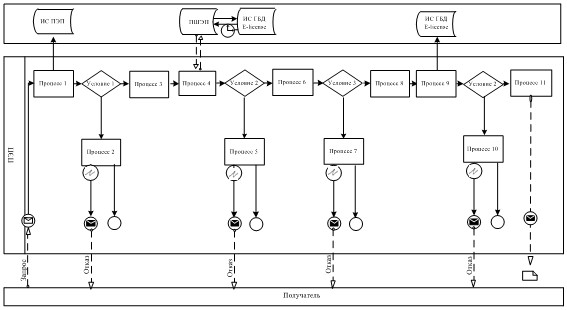 ИС ПЭП
ПШЭП
ИС ГБД
E-license
ИС ГБД
E-license
ПЭП
Процесс 1
Условие 1
Процесс 3
Процесс 4
Условие 2
Процесс 6
Условие 3
Процесс 8
Процесс 9
Условие 2
Процесс 11
Процесс 2
Процесс 5
Процесс 7
Процесс 10
Запрос
Отказ
Отказ
Отказ
Отказ
Получатель